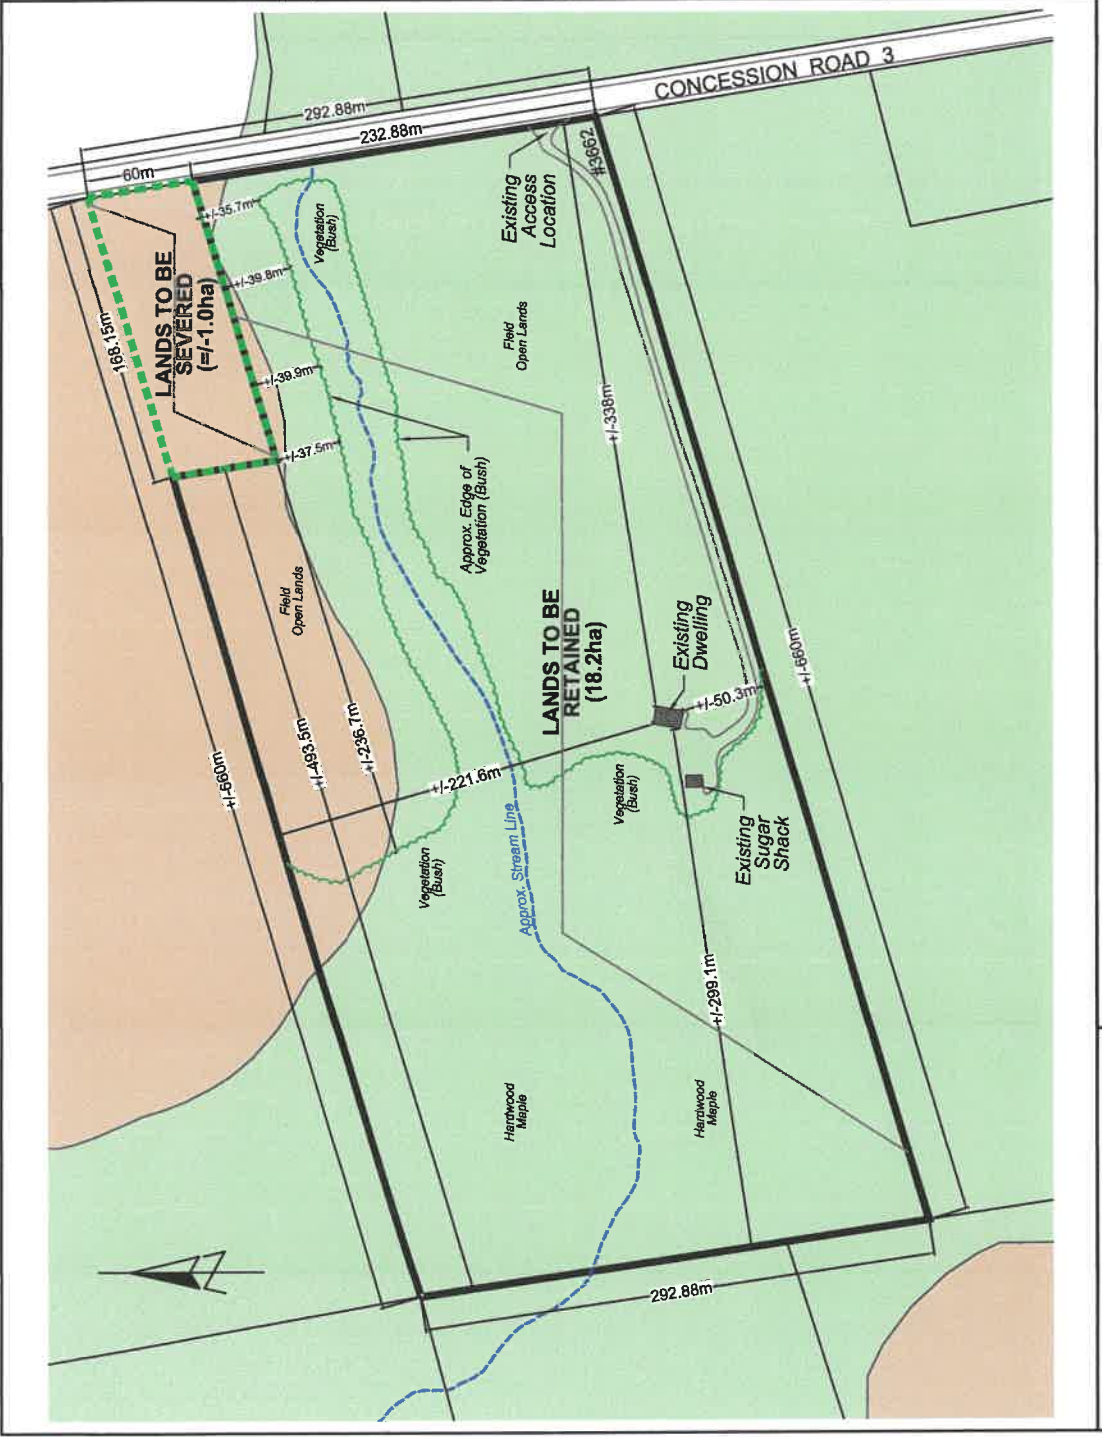 CONCESSION ROAD 3
292.88m
232.88m
60m
#3662
+/-35.7m
Vegetation
(Bush)
Existing
Access
Location
+/-39.8m
LANDS TO BE
SEVERED
(=/-1.0ha)
168.15m
Field
Open Lands
+/-39.9m
+/-338m
+/-37.5m
Approx. Edge of
Vegetation (Bush)
Field
Open Lands
LANDS TO BE
RETAINED
(18.2ha)
Existing
Dwelling
+/-660m
+/-50.3m
+/-493.5m
+/-236.7m
+/-660m
+/-221.6m
Vegetation
(Bush)
Existing
Sugar
Shack
Approx. Stream Line
Vegetation
(Bush)
+/-299.1m
Hardwood
Maple
Hardwood
Maple
292.88m